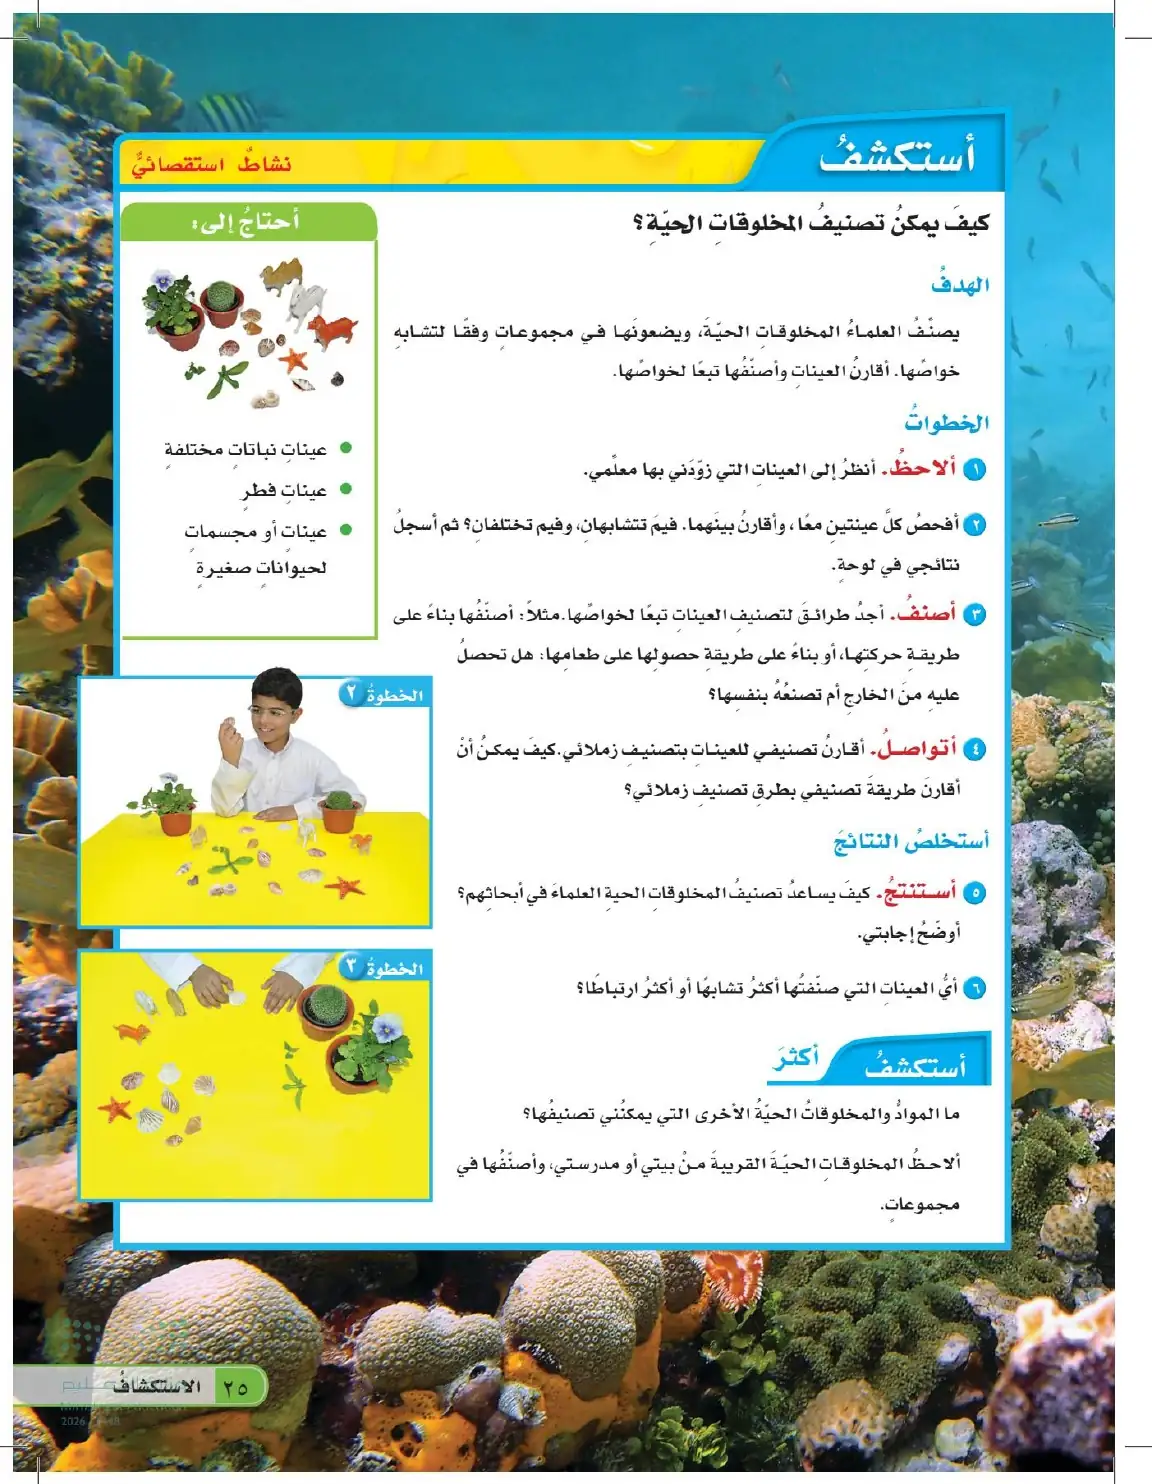 أستكشفُ
نشاطٌ استقصائيٌّ
كيفَ يمكنُ تصنيفُ المخلوقاتِ الحيّةِ؟
الهدفُ
يصنّفُ العلماءُ المخلوقاتِ الحيّةَ، ويضعونَها في مجموعاتٍ وفقًا لتشابهِ
خواصِّها. أقارنُ العيناتِ وأصنّفُها تبعًا لخواصِّها.
الخطواتُ
١ ألاحظُ. أنظرُ إلى العيناتِ التي زوّدَني بها معلّمي.
٢ أفحصُ كلَّ عينتينِ معًا، وأقارنُ بينَهما. فيمَ تتشابهانِ، وفيم تختلفان؟ ثم أسجلُ
نتائجي في لوحةٍ.
٣ أصنفُ. أجدُ طرائقَ لتصنيفِ العيناتِ تبعًا لخواصِّها. مثلاً: أصنّفُها بناءً على
طريقةِ حركتِها، أو بناءً على طريقةِ حصولِها على طعامِها: هل تحصلُ
عليهِ منَ الخارجِ أم تصنعُهُ بنفسِها؟
٤ أتواصلُ. أقارنُ تصنيفي للعيناتِ بتصنيفِ زملائي. كيفَ يمكنُ أنْ
أقارنَ طريقةَ تصنيفي بطرقِ تصنيفِ زملائي؟
أستخلصُ النتائجَ
٥ أستنتجُ. كيفَ يساعدُ تصنيفُ المخلوقاتِ الحيةِ العلماءَ في أبحاثِهم؟
أوضّحُ إجابتي.
٦ أيُّ العيناتِ التي صنّفتُها أكثرُ تشابهًا أو أكثرُ ارتباطًا؟
أستكشفُ أكثرَ
ما الموادُّ والمخلوقاتُ الحيّةُ الأخرى التي يمكنُني تصنيفُها؟
ألاحظُ المخلوقاتِ الحيّةَ القريبةَ منْ بيتي أو مدرستي، وأصنّفُها في
مجموعاتٍ.
أحتاجُ إلى:
● عيناتِ نباتاتٍ مختلفةٍ
● عيناتِ فطرٍ
● عيناتٍ أو مجسماتٍ
لحيواناتٍ صغيرةٍ
الخطوةُ ٢
الخطوةُ ٣
٢٥ الاستكشافُ